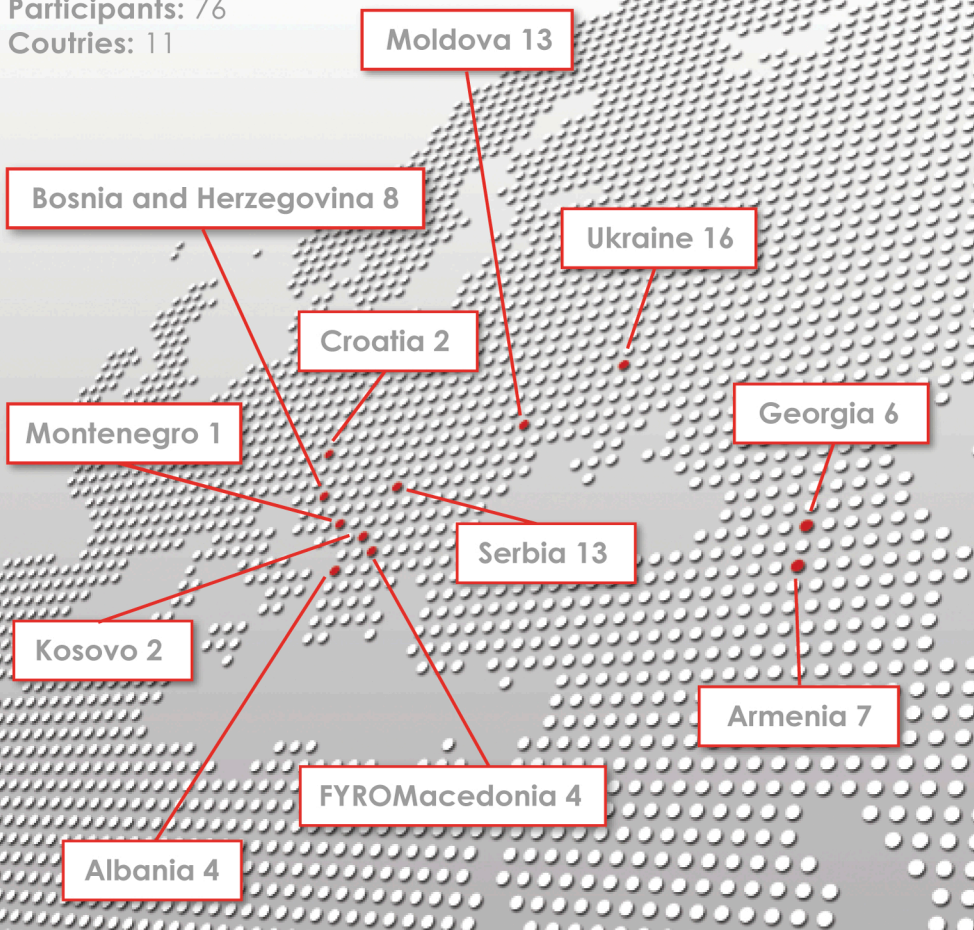 Participants: 76
Coutries: 11
Moldova 13
Bosnia and Herzegovina 8
Ukraine 16
Croatia 2
Montenegro 1
Georgia 6
Serbia 13
Kosovo 2
Armenia 7
FYROMacedonia 4
Albania 4